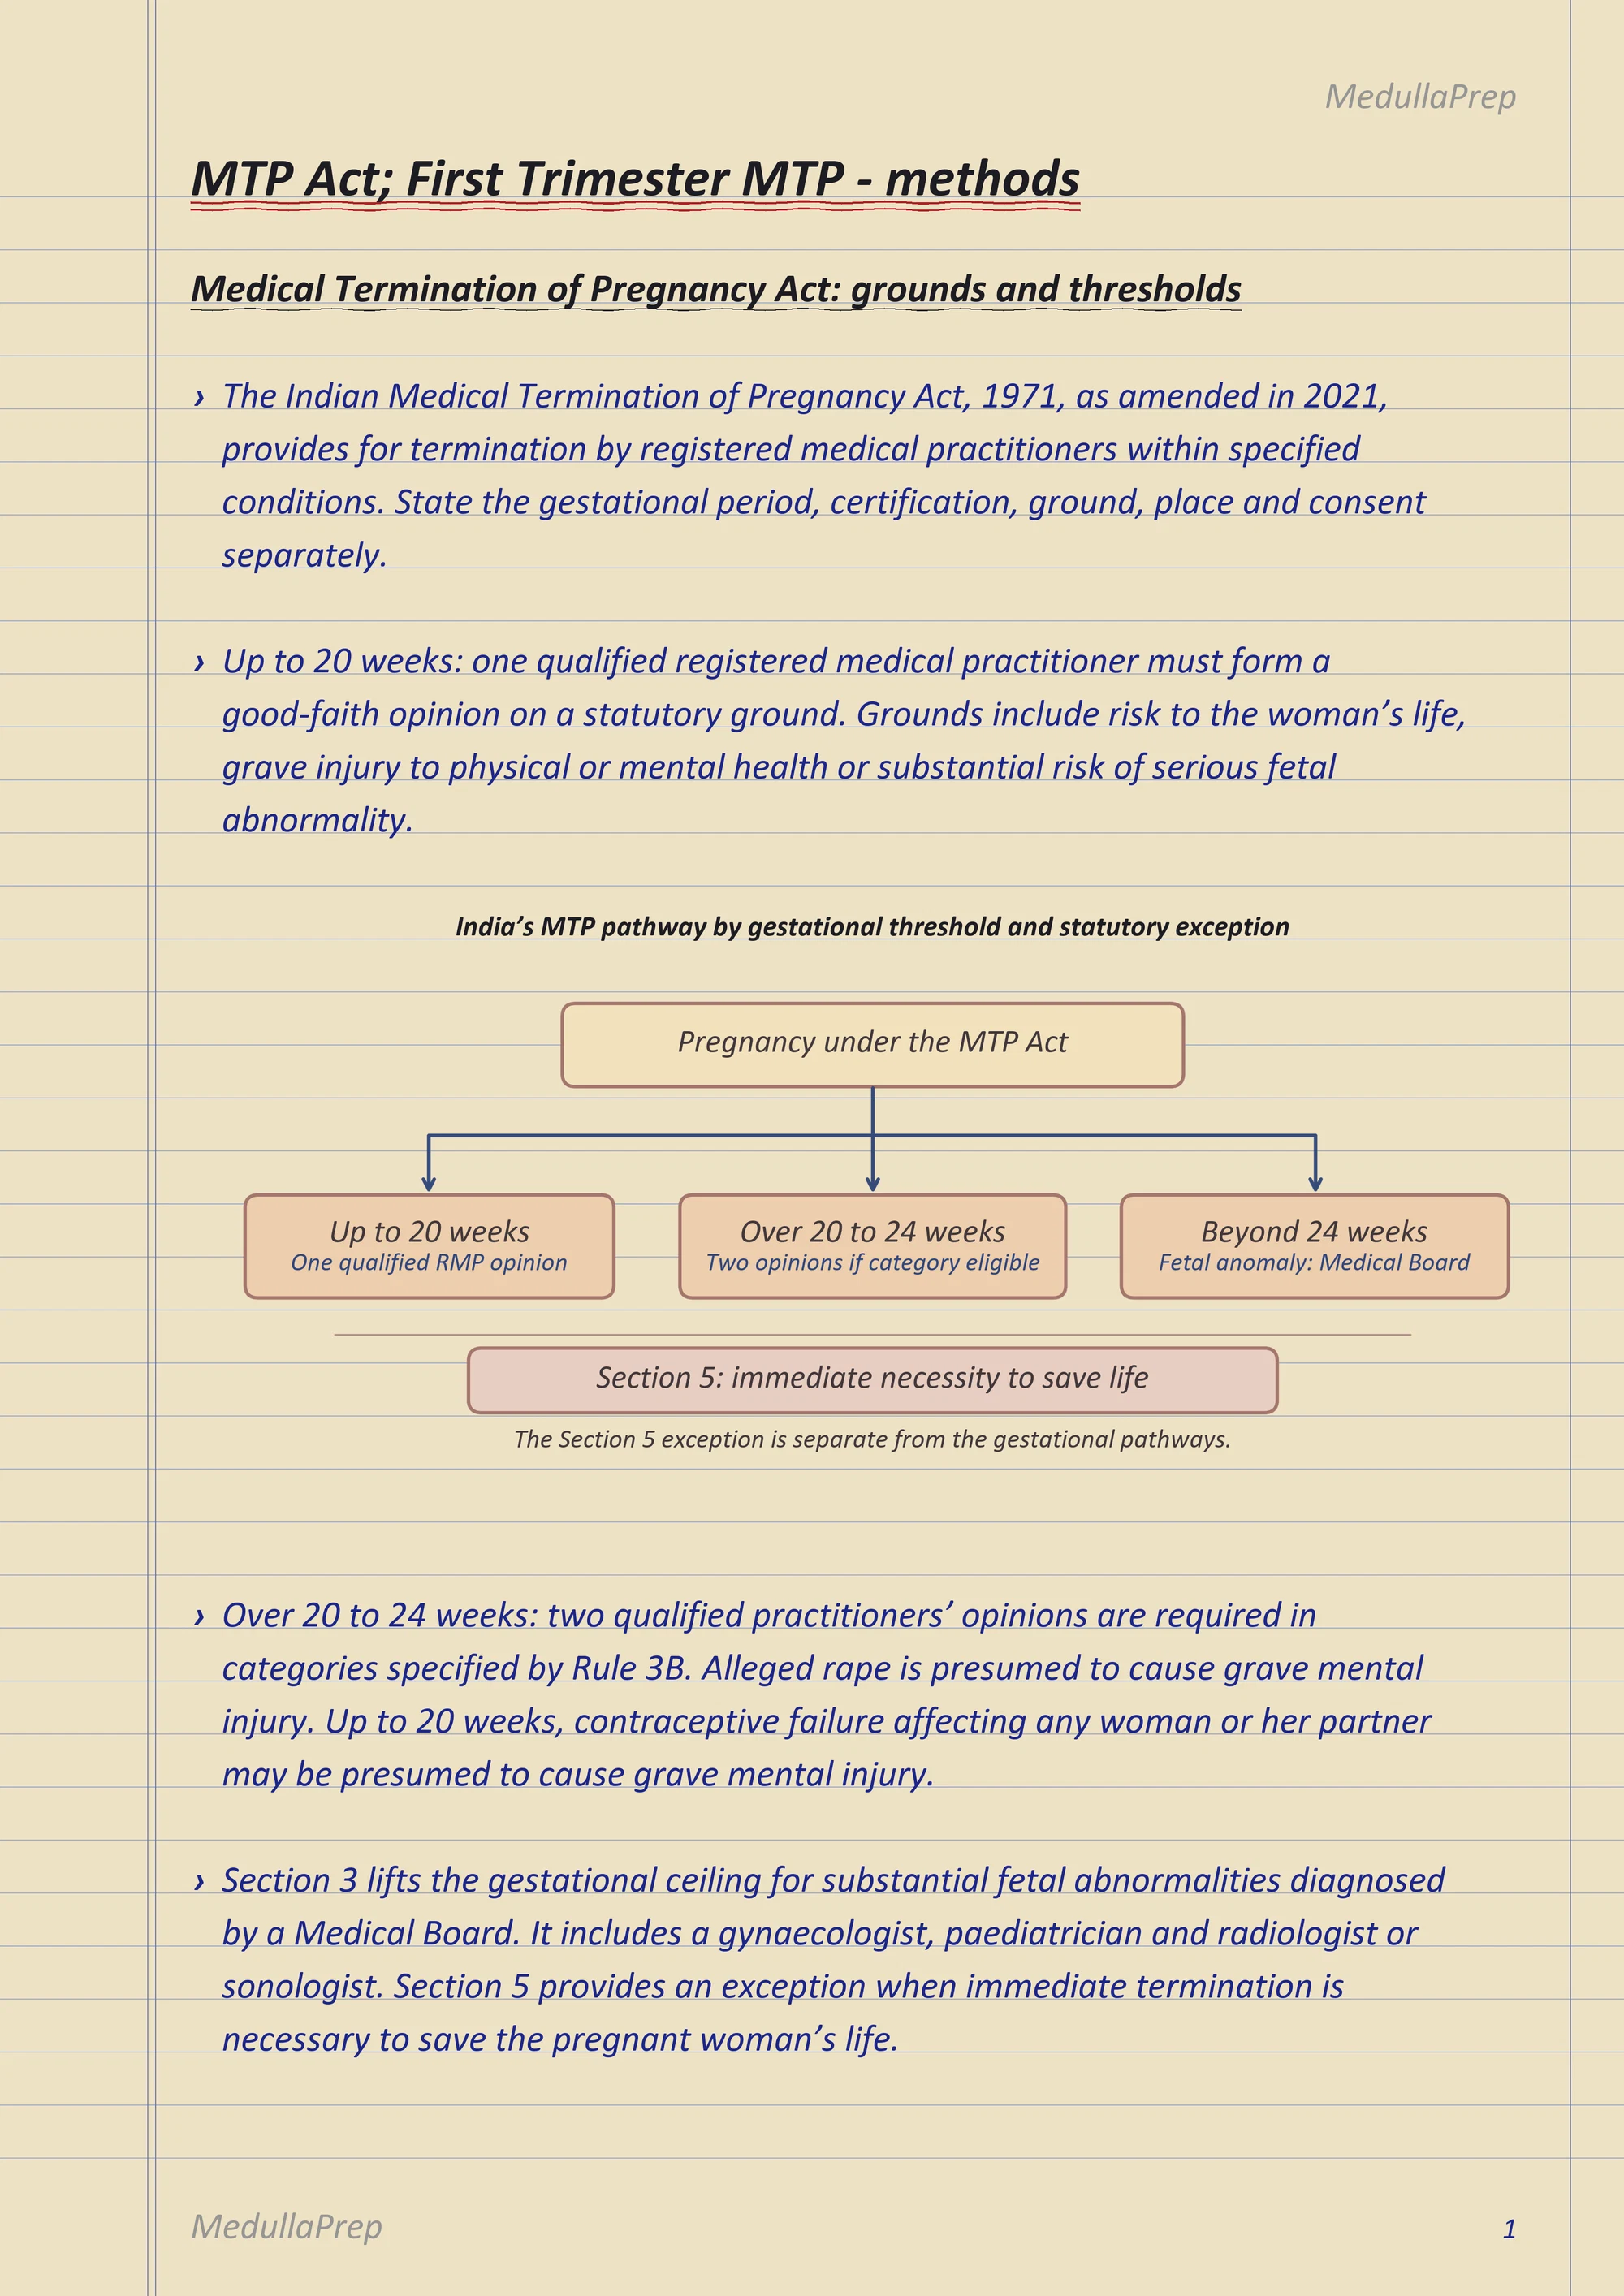 MedullaPrep
MTP Act; First Trimester MTP - methods
Medical Termination of Pregnancy Act: grounds and thresholds
› The Indian Medical Termination of Pregnancy Act, 1971, as amended in 2021,
provides for termination by registered medical practitioners within specified
conditions. State the gestational period, certification, ground, place and consent
separately.
› Up to 20 weeks: one qualified registered medical practitioner must form a
good-faith opinion on a statutory ground. Grounds include risk to the woman’s life,
grave injury to physical or mental health or substantial risk of serious fetal
abnormality.
India’s MTP pathway by gestational threshold and statutory exception
Pregnancy under the MTP Act
Up to 20 weeks
One qualified RMP opinion
Over 20 to 24 weeks
Two opinions if category eligible
Beyond 24 weeks
Fetal anomaly: Medical Board
Section 5: immediate necessity to save life
The Section 5 exception is separate from the gestational pathways.
› Over 20 to 24 weeks: two qualified practitioners’ opinions are required in
categories specified by Rule 3B. Alleged rape is presumed to cause grave mental
injury. Up to 20 weeks, contraceptive failure affecting any woman or her partner
may be presumed to cause grave mental injury.
› Section 3 lifts the gestational ceiling for substantial fetal abnormalities diagnosed
by a Medical Board. It includes a gynaecologist, paediatrician and radiologist or
sonologist. Section 5 provides an exception when immediate termination is
necessary to save the pregnant woman’s life.
MedullaPrep
1